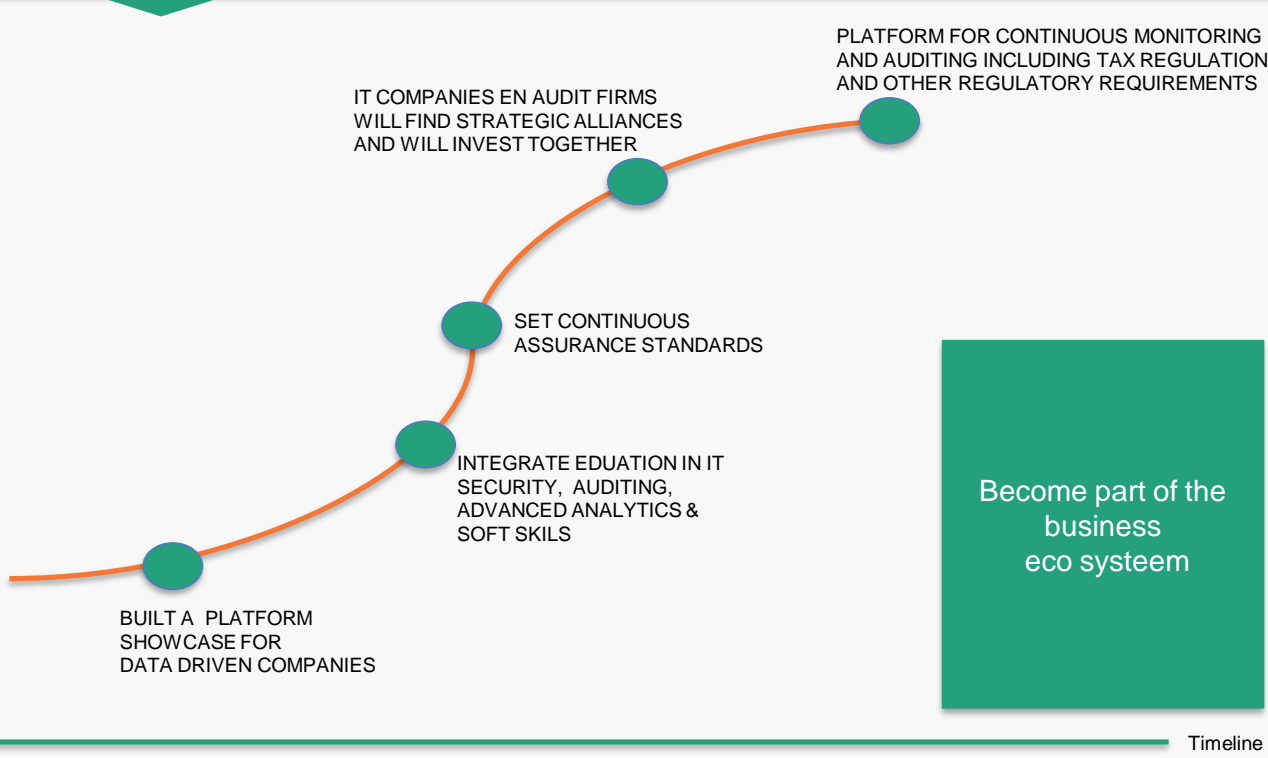 PLATFORM FOR CONTINUOUS MONITORING
AND AUDITING INCLUDING TAX REGULATION
AND OTHER REGULATORY REQUIREMENTS
IT COMPANIES EN AUDIT FIRMS
WILL FIND STRATEGIC ALLIANCES
AND WILL INVEST TOGETHER
SET CONTINUOUS
ASSURANCE STANDARDS
INTEGRATE EDUATION IN IT
SECURITY, AUDITING,
ADVANCED ANALYTICS &
SOFT SKILS
BUILT A PLATFORM
SHOWCASE FOR
DATA DRIVEN COMPANIES
Become part of the
business
eco systeem
Timeline